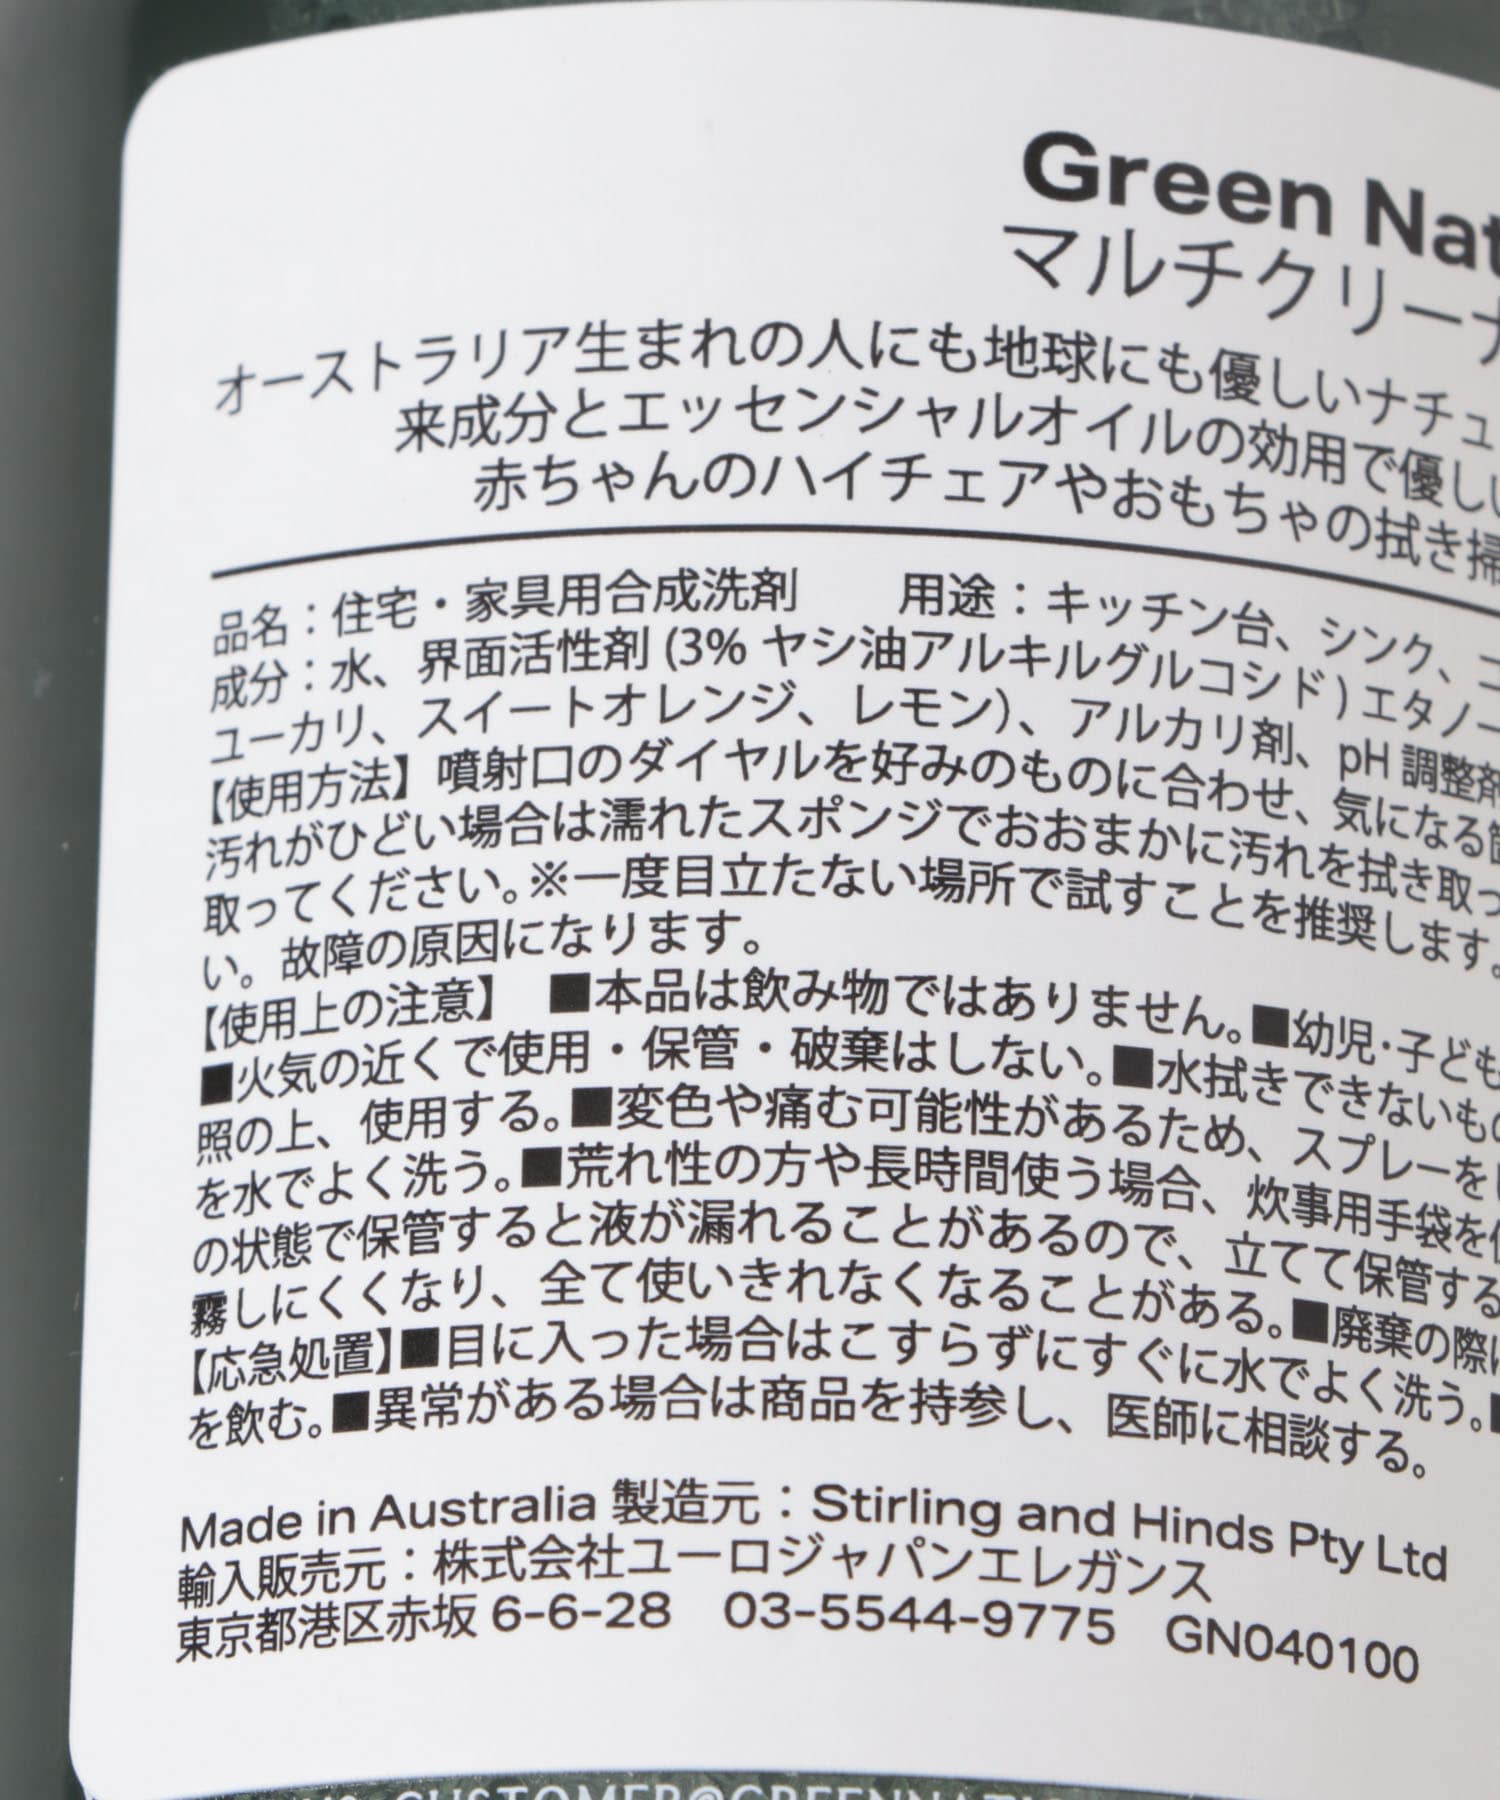 Green Nat
マルチクリーナ
オーストラリア生まれの人にも地球にも優しいナチュ
来成分とエッセンシャルオイルの効用で優しい
赤ちゃんのハイチェアやおもちゃの拭き掃
品名：住宅・家具用合成洗剤　用途：キッチン台、シンク、コ
成分：水、界面活性剤 (3% ヤシ油アルキルグルコシド) エタノー
ユーカリ、スイートオレンジ、レモン)、アルカリ剤、pH 調整剤
【使用方法】噴射口のダイヤルを好みのものに合わせ、気になる箇
汚れがひどい場合は濡れたスポンジでおおまかに汚れを拭き取っ
取ってください。※一度目立たない場所で試すことを推奨します。
い。故障の原因になります。
【使用上の注意】　■本品は飲み物ではありません。■幼児・子ども
■火気の近くで使用・保管・破棄はしない。■水拭きできないもの
照の上、使用する。■変色や痛む可能性があるため、スプレーをし
を水でよく洗う。■荒れ性の方や長時間使う場合、炊事用手袋を使
の状態で保管すると液が漏れることがあるので、立てて保管する
霧しにくくなり、全て使いきれなくなることがある。■廃棄の際に
【応急処置】■目に入った場合はこすらずにすぐに水でよく洗う。■
を飲む。■異常がある場合は商品を持参し、医師に相談する。
Made in Australia 製造元：Stirling and Hinds Pty Ltd
輸入販売元：株式会社ユーロジャパンエレガンス
東京都港区赤坂 6-6-28　03-5544-9775　GN040100
CUSTOMER@GREENNATI